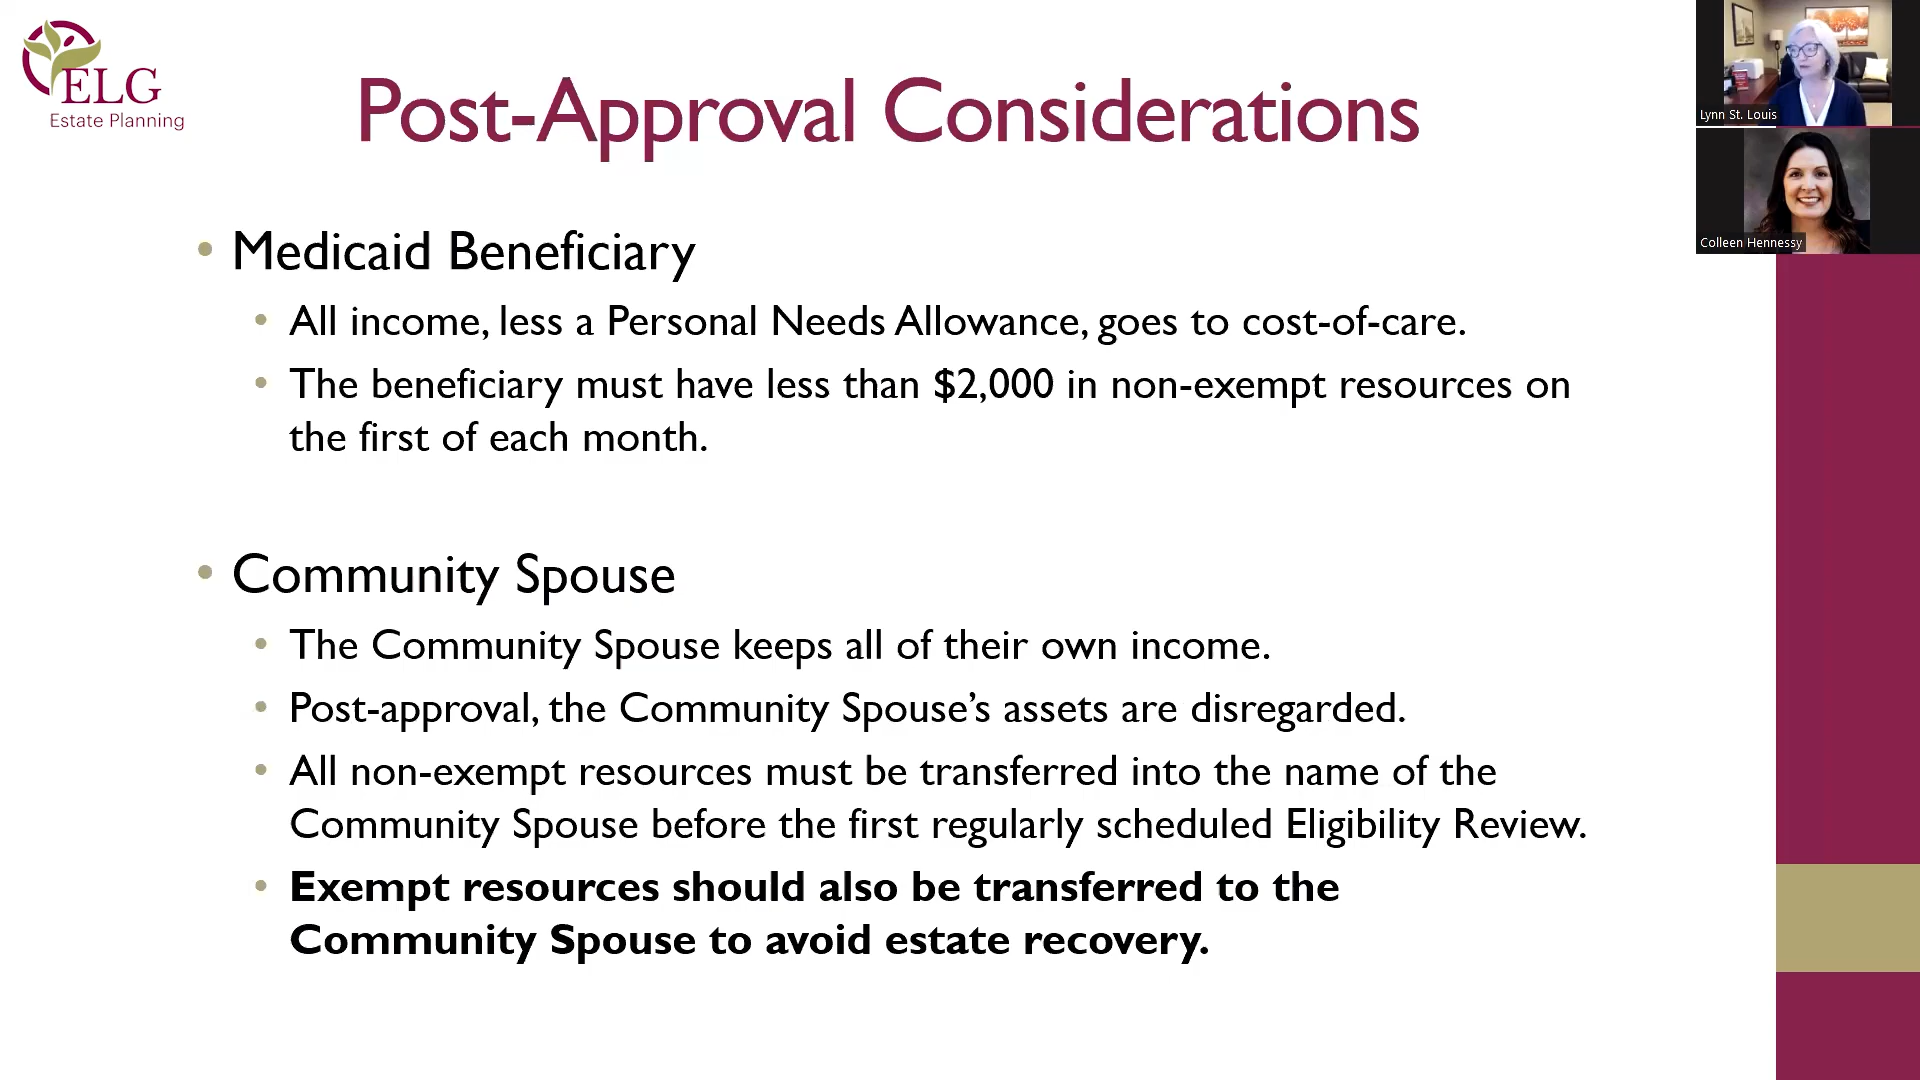 ELG
Estate Planning
Post-Approval Considerations
Lynn St. Louis
Colleen Hennessy
• Medicaid Beneficiary
• All income, less a Personal Needs Allowance, goes to cost-of-care.
• The beneficiary must have less than $2,000 in non-exempt resources on
the first of each month.
• Community Spouse
• The Community Spouse keeps all of their own income.
• Post-approval, the Community Spouse’s assets are disregarded.
• All non-exempt resources must be transferred into the name of the
Community Spouse before the first regularly scheduled Eligibility Review.
• Exempt resources should also be transferred to the
Community Spouse to avoid estate recovery.